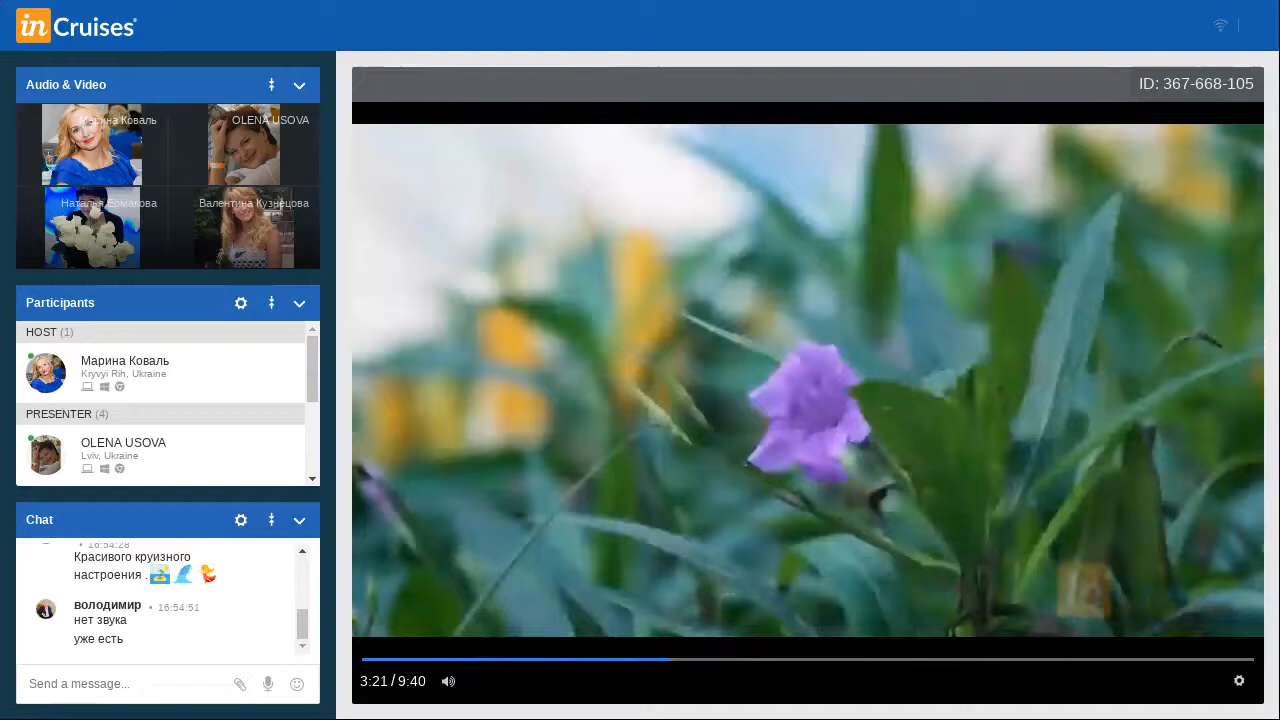 in Cruises
ID: 367-668-105
Audio & Video
Марина Коваль
OLENA USOVA
Наталья Ермакова
Валентина Кузнецова
Participants
HOST (1)
Марина Коваль
Kryvyi Rih, Ukraine
PRESENTER (4)
OLENA USOVA
Lviv, Ukraine
Chat
• 16:54:28
Красивого круизного
настроения .
володимир • 16:54:51
нет звука
уже есть
Send a message...
3:21 / 9:40